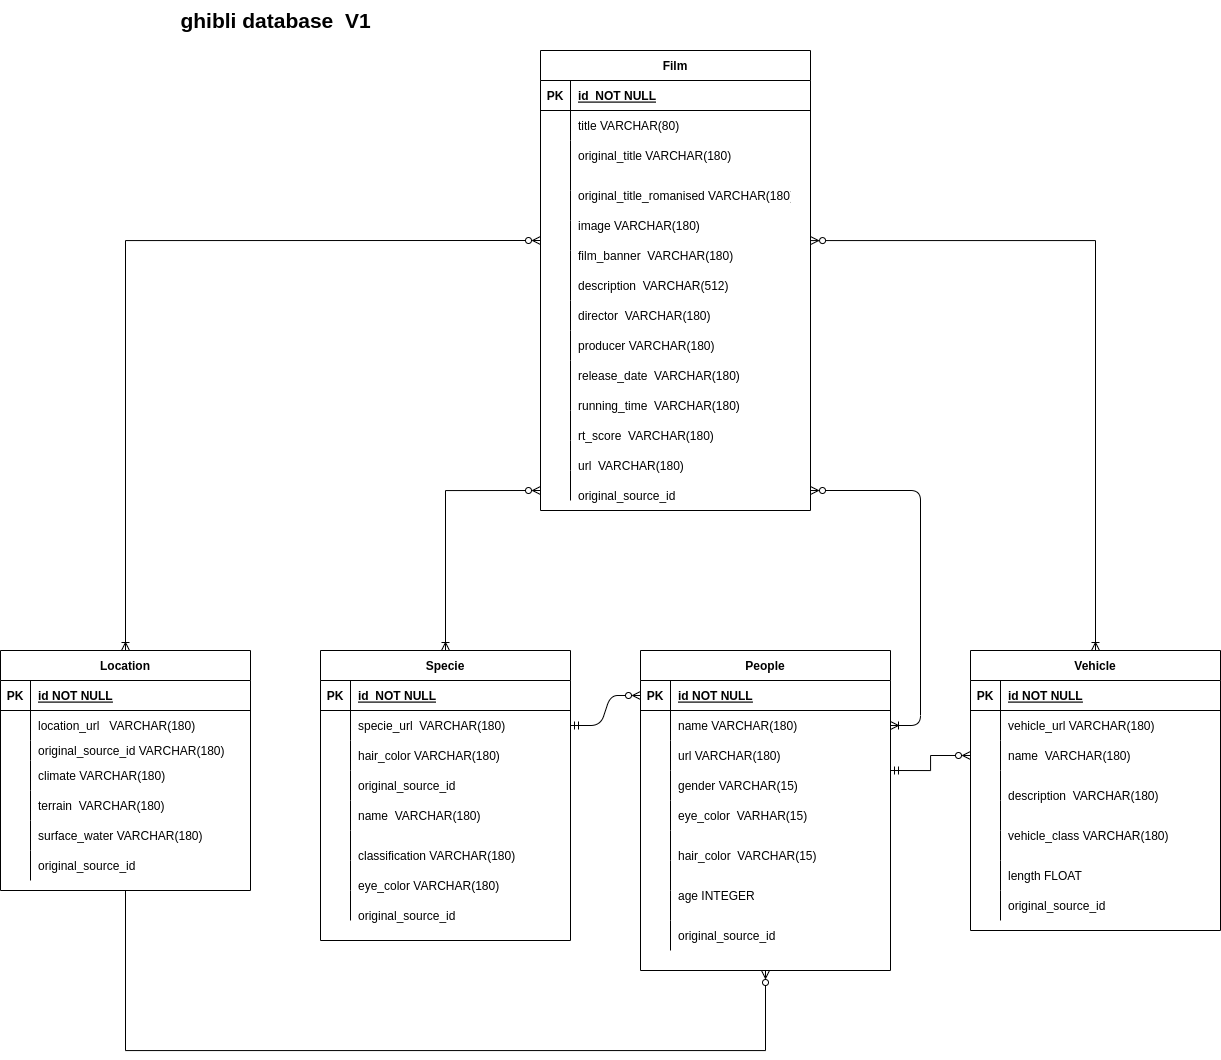 ghibli database  V1
Film
PK id  NOT NULL
title VARCHAR(80)
original_title VARCHAR(180)
original_title_romanised VARCHAR(180
image VARCHAR(180)
film_banner  VARCHAR(180)
description  VARCHAR(512)
director  VARCHAR(180)
producer VARCHAR(180)
release_date  VARCHAR(180)
running_time  VARCHAR(180)
rt_score  VARCHAR(180)
url  VARCHAR(180)
original_source_id
Location
PK id NOT NULL
location_url   VARCHAR(180)
original_source_id VARCHAR(180)
climate VARCHAR(180)
terrain  VARCHAR(180)
surface_water VARCHAR(180)
original_source_id
Specie
PK id  NOT NULL
specie_url  VARCHAR(180)
hair_color VARCHAR(180)
original_source_id
name  VARCHAR(180)
classification VARCHAR(180)
eye_color VARCHAR(180)
original_source_id
People
PK id NOT NULL
name VARCHAR(180)
url VARCHAR(180)
gender VARCHAR(15)
eye_color  VARHAR(15)
hair_color  VARCHAR(15)
age INTEGER
original_source_id
Vehicle
PK id NOT NULL
vehicle_url VARCHAR(180)
name  VARCHAR(180)
description  VARCHAR(180)
vehicle_class VARCHAR(180)
length FLOAT
original_source_id